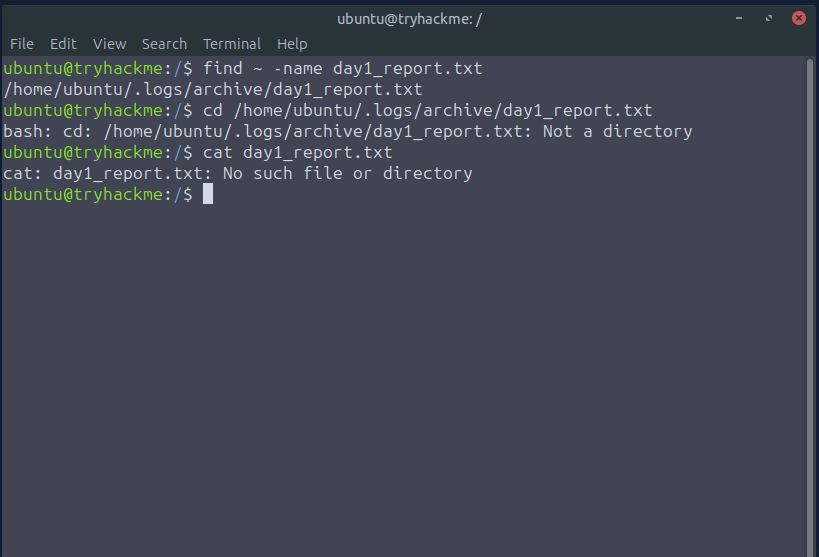 ubuntu@tryhackme: /
File Edit View Search Terminal Help
ubuntu@tryhackme:/$ find ~ -name day1_report.txt
/home/ubuntu/.logs/archive/day1_report.txt
ubuntu@tryhackme:/$ cd /home/ubuntu/.logs/archive/day1_report.txt
bash: cd: /home/ubuntu/.logs/archive/day1_report.txt: Not a directory
ubuntu@tryhackme:/$ cat day1_report.txt
cat: day1_report.txt: No such file or directory
ubuntu@tryhackme:/$